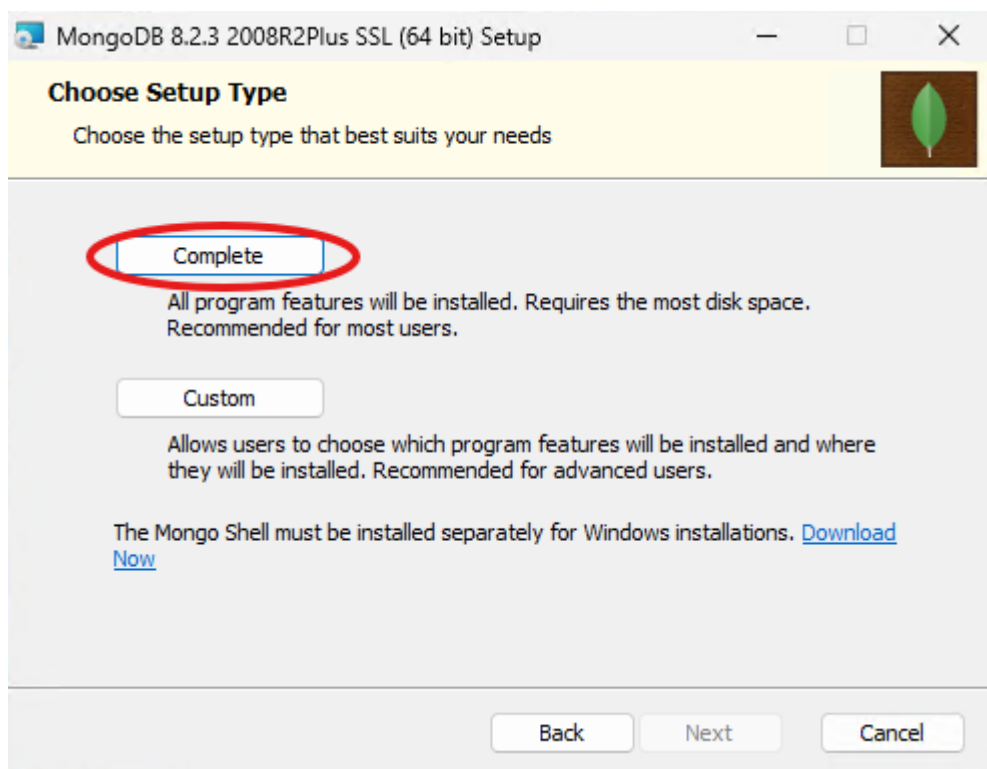 MongoDB 8.2.3 2008R2Plus SSL (64 bit) Setup
Choose Setup Type
Choose the setup type that best suits your needs
Complete
All program features will be installed. Requires the most disk space.
Recommended for most users.
Custom
Allows users to choose which program features will be installed and where
they will be installed. Recommended for advanced users.
The Mongo Shell must be installed separately for Windows installations. Download
Now
Back Next Cancel